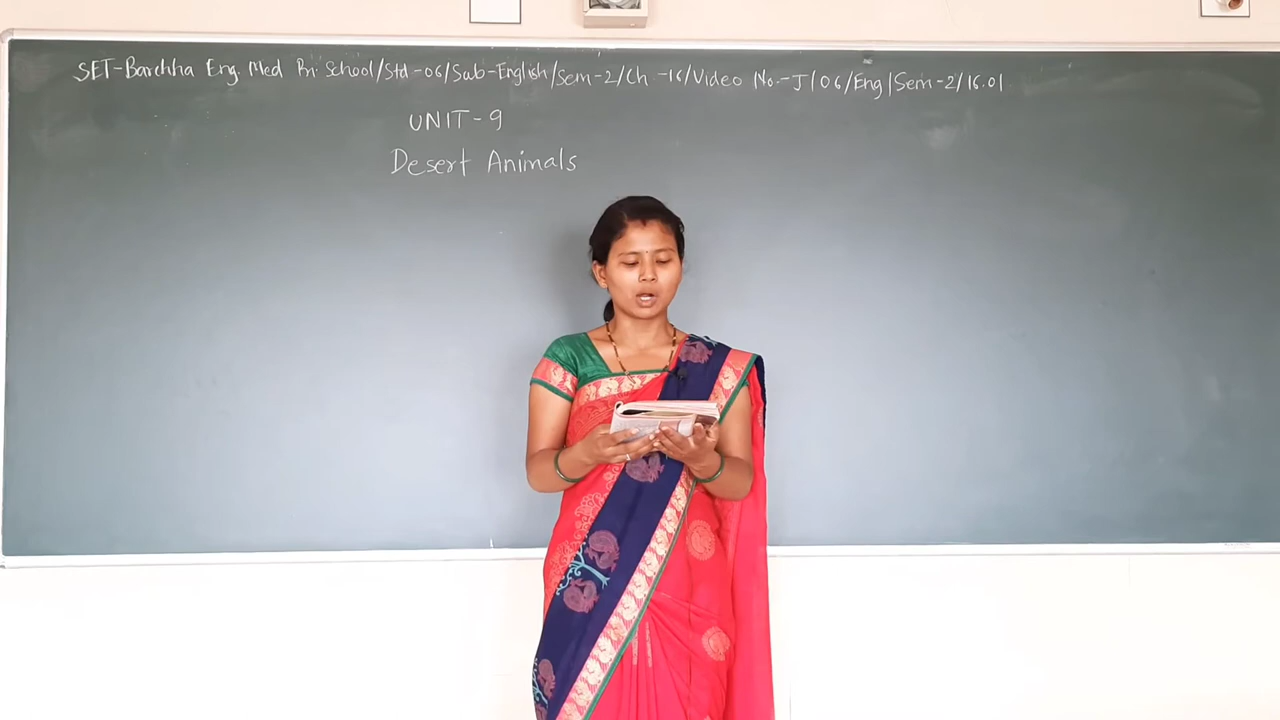 SET-Barchha Eng. Med Pri. School/Std-06/Sub-English/Sem-2/Ch-16/Video No.-J/06/Eng/Sem-2/16.01
UNIT-9
Desert Animals